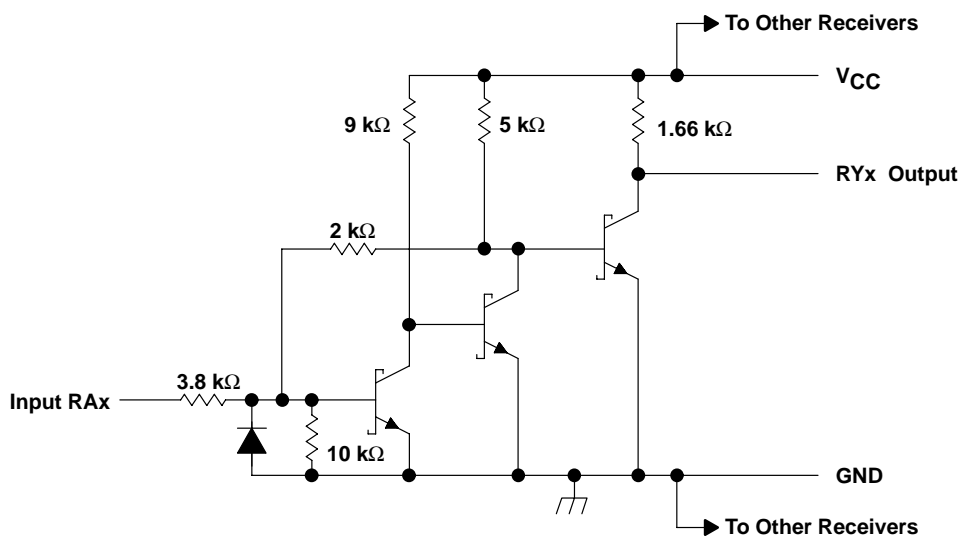 To Other Receivers
VCC
9 kΩ
5 kΩ
1.66 kΩ
RYx Output
2 kΩ
3.8 kΩ
Input RAx
10 kΩ
GND
To Other Receivers